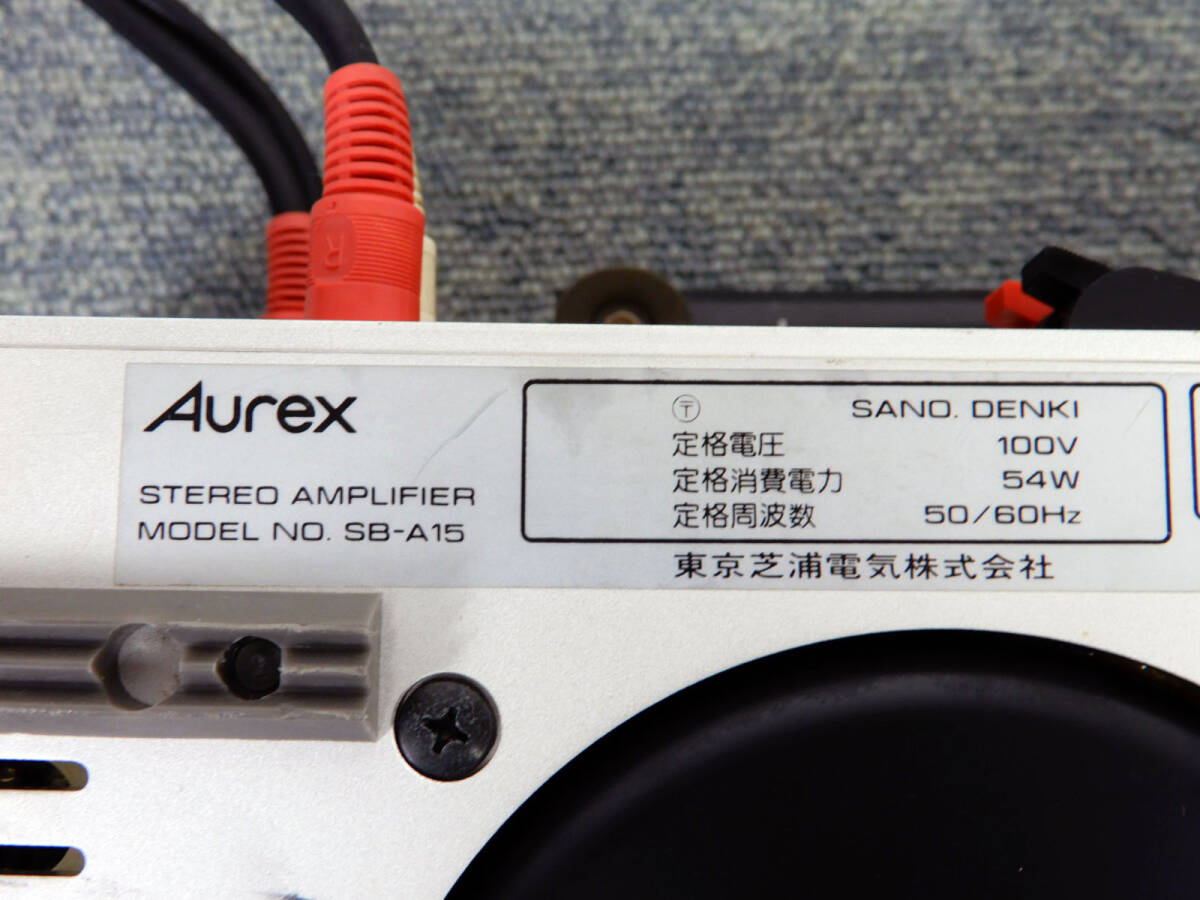 R
Aurex
STEREO AMPLIFIER
MODEL NO. SB-A15
〒 SANO. DENKI
定格電圧 100V
定格消費電力 54W
定格周波数 50/60Hz
東京芝浦電気株式会社